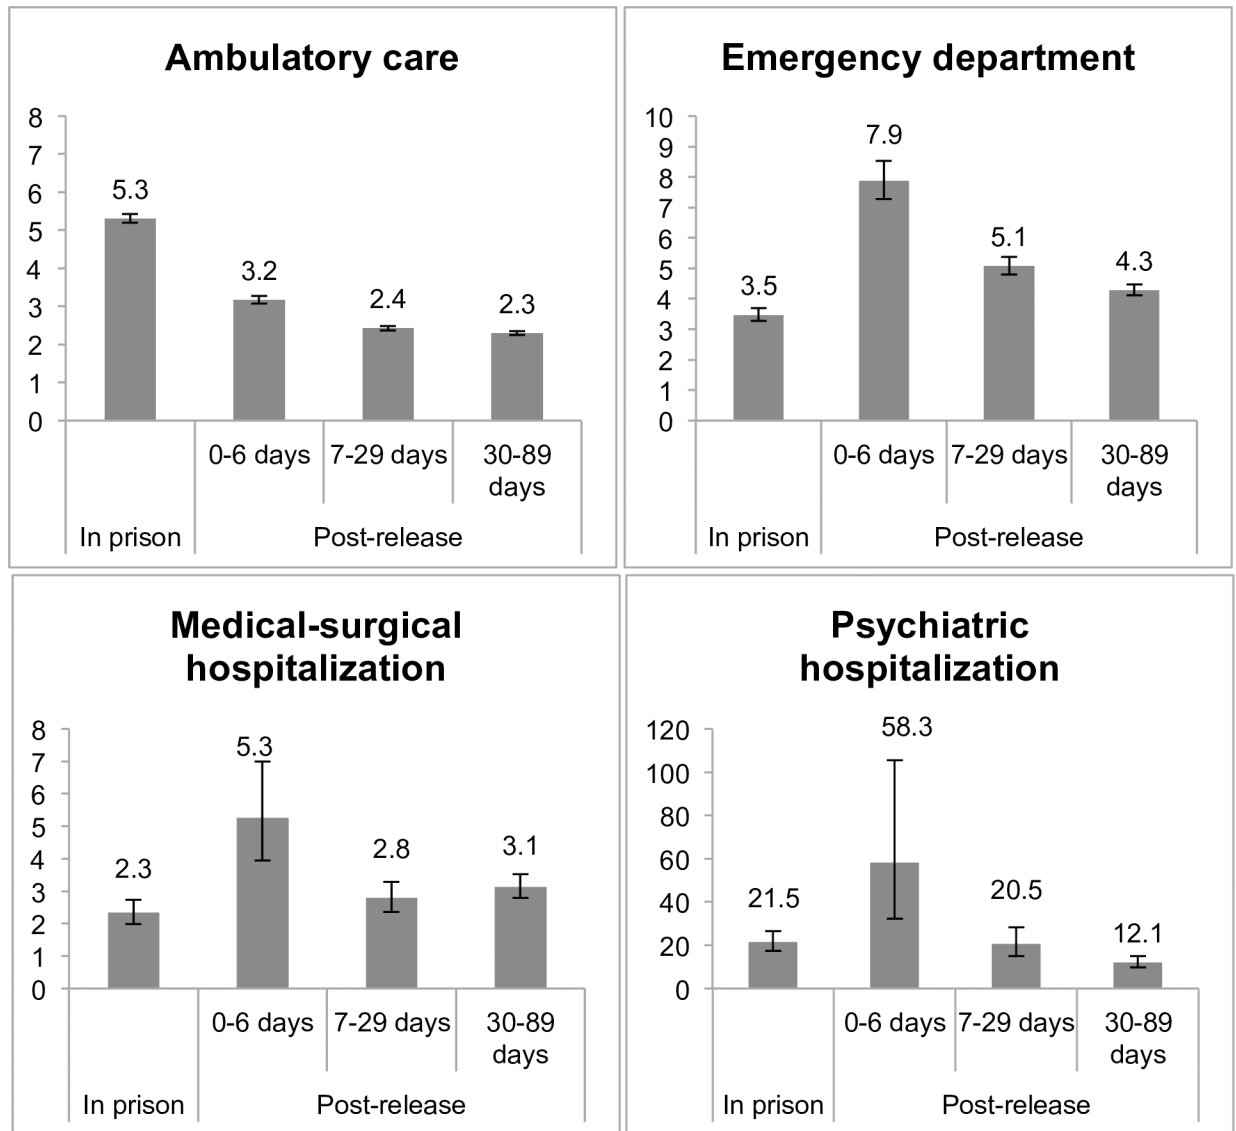 Ambulatory care
8
7
6
5
4
3
2
1
0
5.3
3.2
2.4
2.3
0-6 days
7-29 days
30-89
days
In prison
Post-release
Emergency department
10
9
8
7
6
5
4
3
2
1
0
3.5
7.9
5.1
4.3
0-6 days
7-29 days
30-89
days
In prison
Post-release
Medical-surgical
hospitalization
8
7
6
5
4
3
2
1
0
2.3
5.3
2.8
3.1
0-6 days
7-29 days
30-89
days
In prison
Post-release
Psychiatric
hospitalization
120
100
80
60
40
20
0
21.5
58.3
20.5
12.1
0-6 days
7-29 days
30-89
days
In prison
Post-release